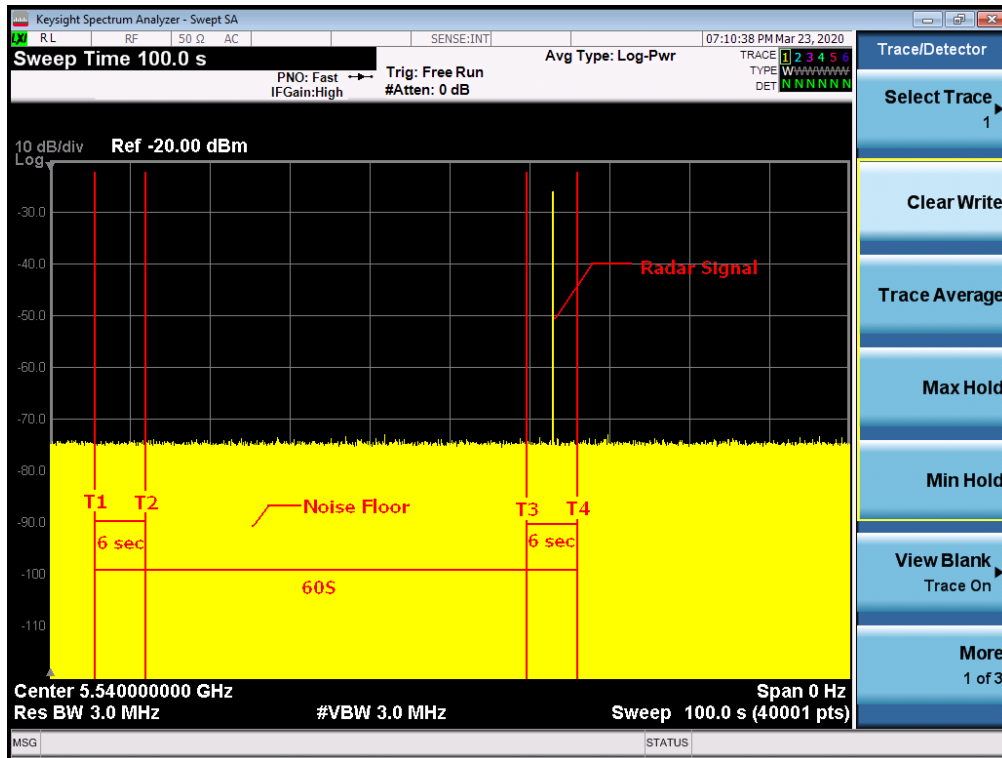 Keysight Spectrum Analyzer - Swept SA
LXI RL RF 50 Ω AC SENSE:INT 07:10:38 PM Mar 23, 2020
Sweep Time 100.0 s
PNO: Fast
IFGain:High
Trig: Free Run
#Atten: 0 dB
Avg Type: Log-Pwr
TRACE 1 2 3 4 5 6
TYPE WWWWWW
DET N N N N N N
10 dB/div Ref -20.00 dBm
Log
-30.0
-40.0
-50.0
-60.0
-70.0
-80.0
-90.0
-100
-110
Radar Signal
T1 T2
Noise Floor
T3 T4
6 sec
6 sec
60S
Center 5.540000000 GHz
Span 0 Hz
Res BW 3.0 MHz
#VBW 3.0 MHz
Sweep 100.0 s (40001 pts)
MSG
STATUS
Trace/Detector
Select Trace
1
Clear Write
Trace Average
Max Hold
Min Hold
View Blank
Trace On
More
1 of 3